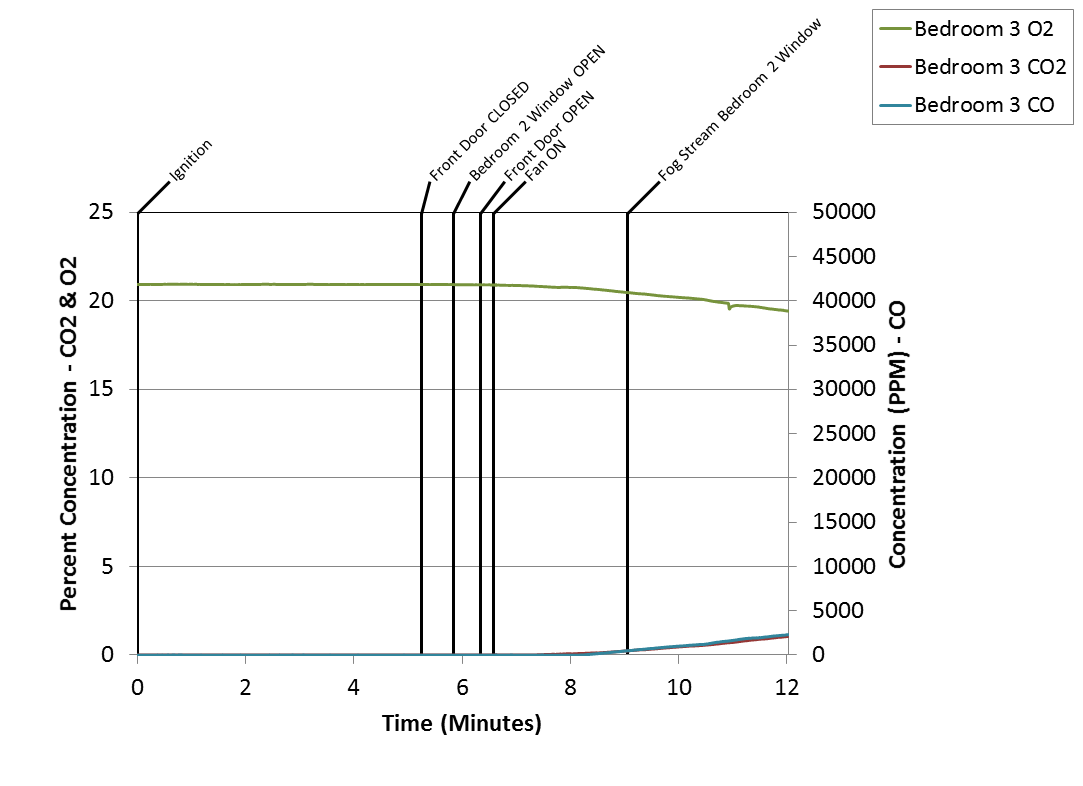 Bedroom 3 O2
Bedroom 3 CO2
Bedroom 3 CO
Ignition
Front Door CLOSED
Bedroom 2 Window OPEN
Front Door OPEN
Fan ON
Fog Stream Bedroom 2 Window
Percent Concentration - CO2 & O2
25
20
15
10
5
0
50000
45000
40000
35000
30000
25000
20000
15000
10000
5000
0
Concentration (PPM) - CO
0 2 4 6 8 10 12
Time (Minutes)